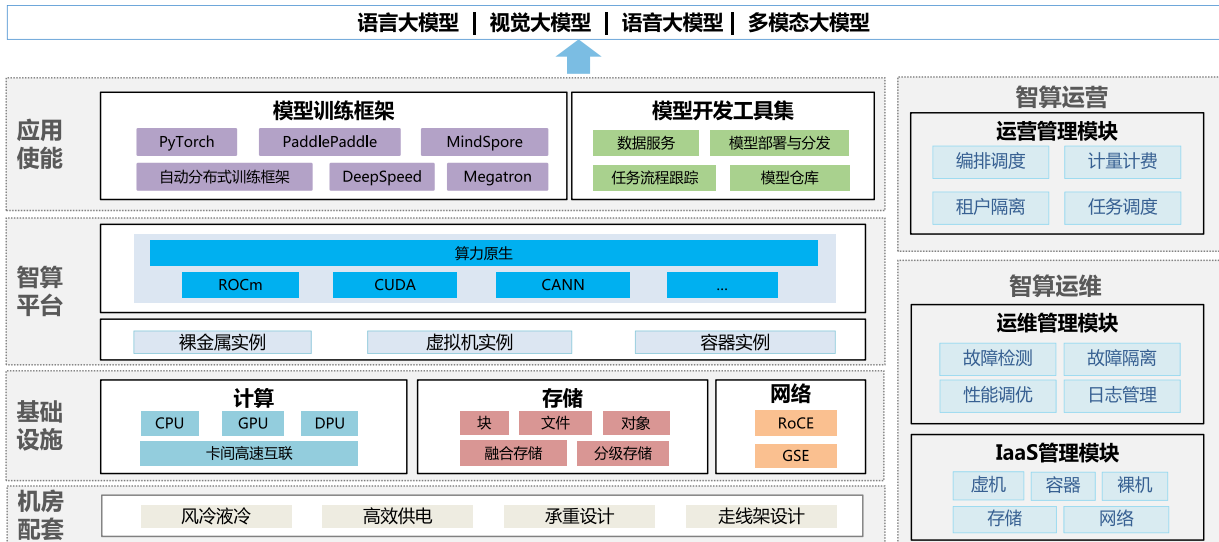 语言大模型 | 视觉大模型 | 语音大模型 | 多模态大模型
应用
使能
模型训练框架
PyTorch PaddlePaddle MindSpore
自动分布式训练框架 DeepSpeed Megatron
模型开发工具集
数据服务 模型部署与分发
任务流程跟踪 模型仓库
智算
平台
算力原生
ROCm CUDA CANN ...
裸金属实例 虚拟机实例 容器实例
基础
设施
计算
CPU GPU DPU
卡间高速互联
存储
块 文件 对象
融合存储 分级存储
网络
RoCE
GSE
机房
配套
风冷液冷 高效供电 承重设计 走线架设计
智算运营
运营管理模块
编排调度 计量计费
租户隔离 任务调度
智算运维
运维管理模块
故障检测 故障隔离
性能调优 日志管理
IaaS管理模块
虚机 容器 裸机
存储 网络